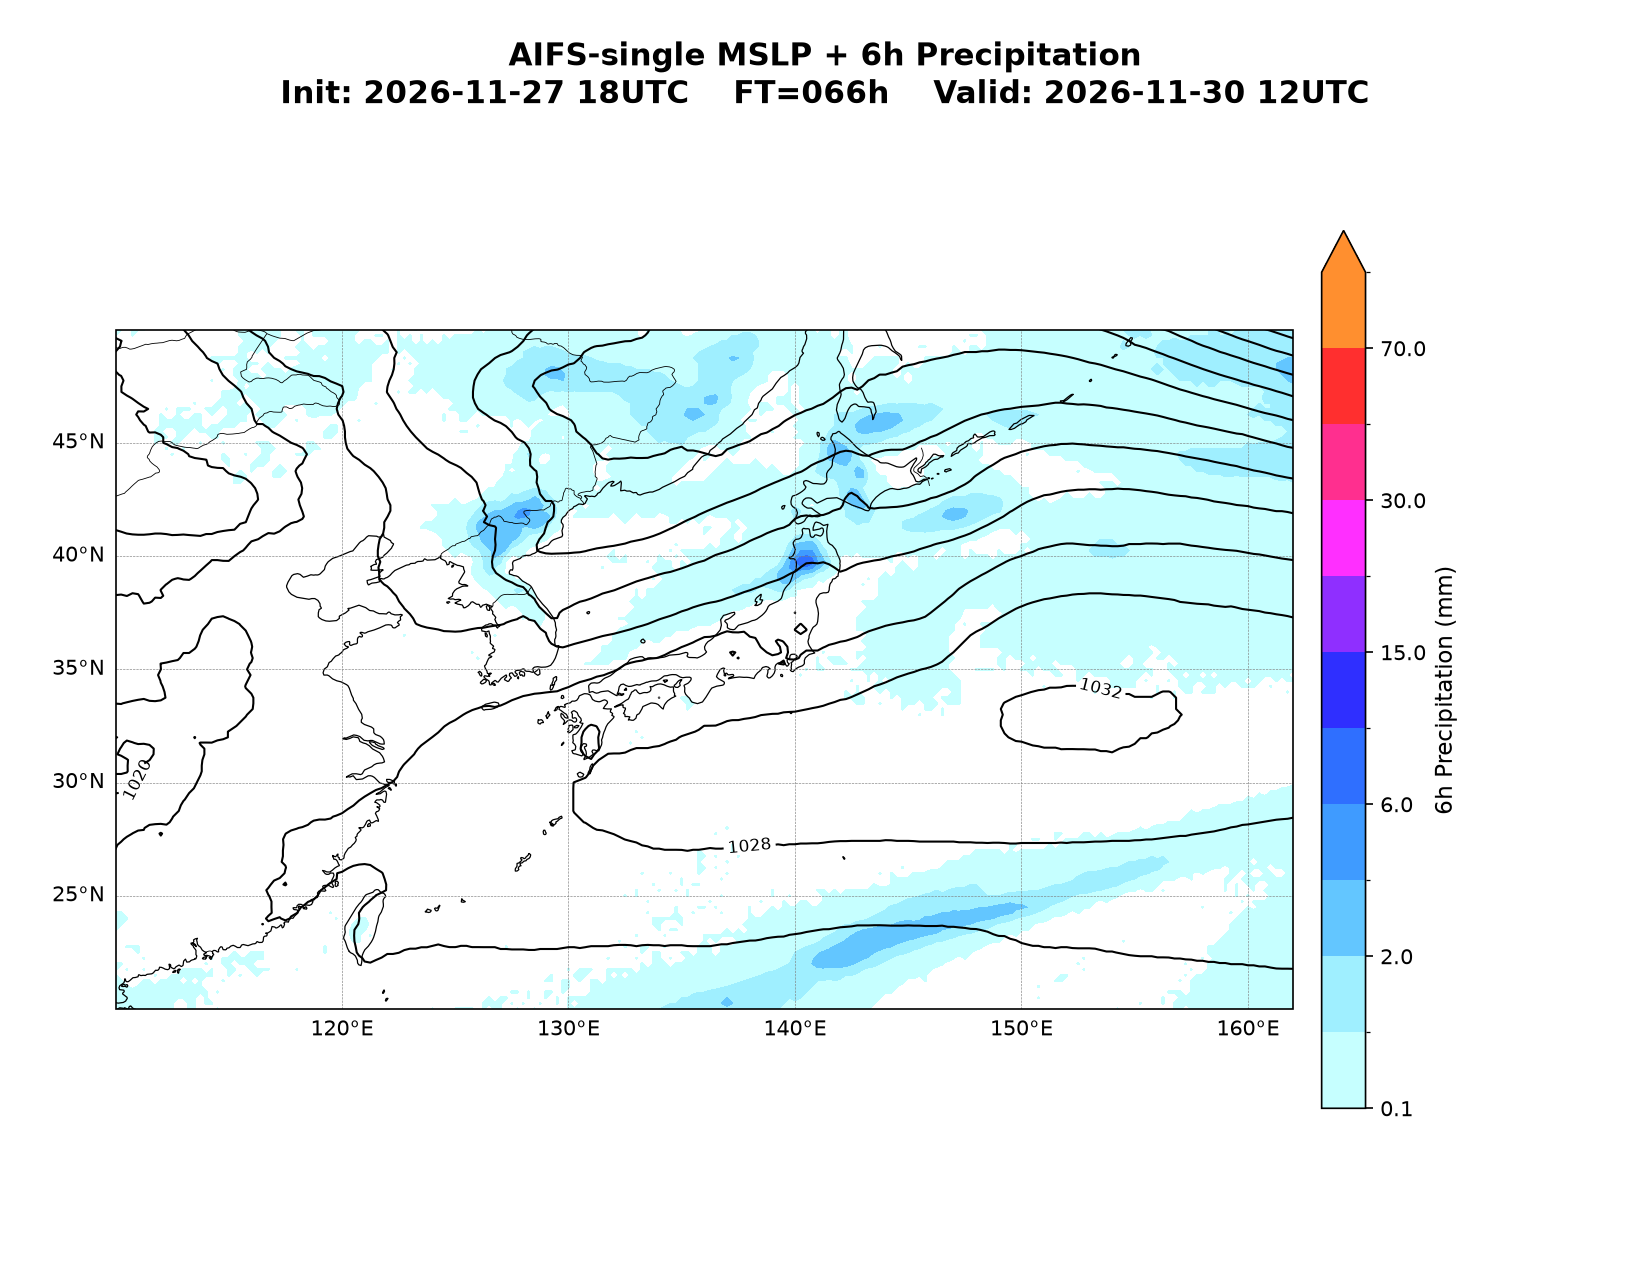 AIFS-single MSLP + 6h Precipitation
Init: 2026-11-27 18UTC    FT=066h    Valid: 2026-11-30 12UTC
70.0
30.0
15.0
6.0
2.0
0.1
6h Precipitation (mm)
45°N
40°N
35°N
30°N
25°N
1032
1020
1028
120°E
130°E
140°E
150°E
160°E